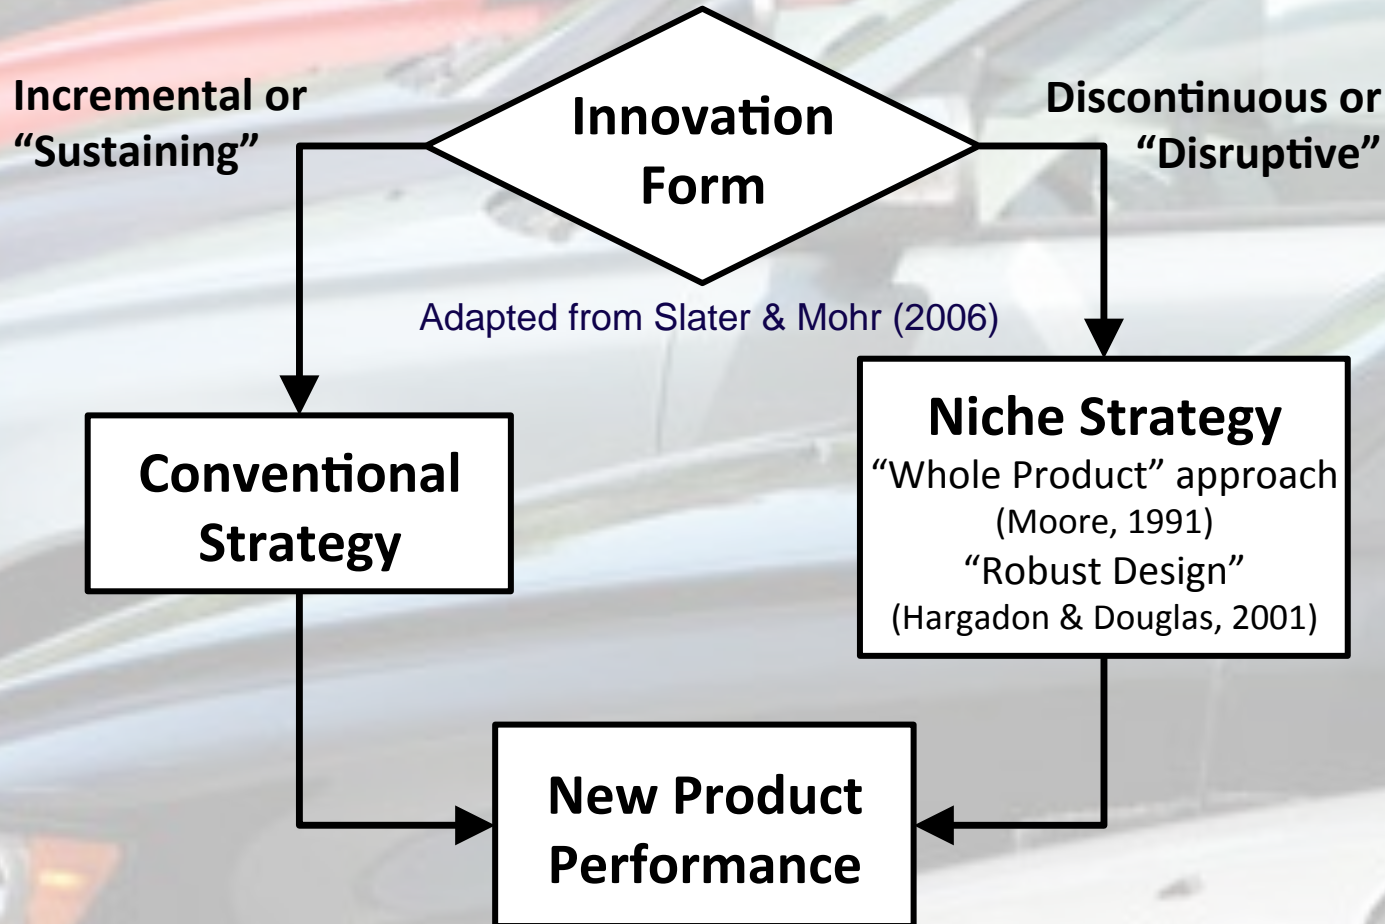 Incremental or
“Sustaining”
Innovation
Form
Discontinuous or
“Disruptive”
Adapted from Slater & Mohr (2006)
Conventional
Strategy
Niche Strategy
“Whole Product” approach
(Moore, 1991)
“Robust Design”
(Hargadon & Douglas, 2001)
New Product
Performance